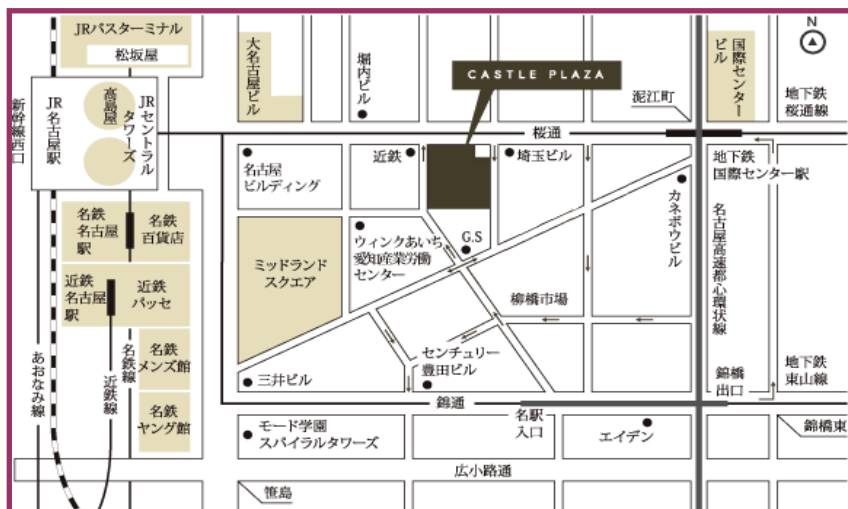 JRバスターミナル
松坂屋
大名古屋ビル
堀内ビル
CASTLE PLAZA
泥江町
国際センター
ビル
N
地下鉄
桜通線
新幹線西口
JR名古屋駅
高島屋
JRセントラル
タワーズ
桜通
名古屋
ビルディング
近鉄
埼玉ビル
地下鉄
国際センター駅
カネボウビル
名古屋高速都心環状線
名鉄
名古屋
駅
名鉄
百貨店
ミッドランド
スクエア
ウィンクあいち
愛知産業労働
センター
G.S
柳橋市場
近鉄
名古屋
駅
近鉄
パッセ
あおなみ線
近鉄線
名鉄線
名鉄
メンズ館
名鉄
ヤング館
三井ビル
センチュリー
豊田ビル
錦橋
出口
地下鉄
東山線
錦通
名駅
入口
モード学園
スパイラルタワーズ
エイデン
錦橋東
広小路通
笹島